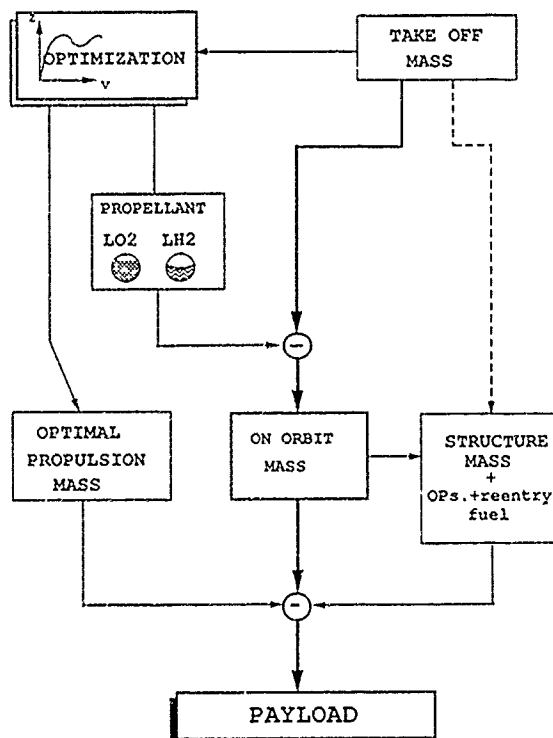 Z
OPTIMIZATION
V
TAKE OFF
MASS
PROPELLANT
LO2 LH2
−
OPTIMAL
PROPULSION
MASS
ON ORBIT
MASS
STRUCTURE
MASS
+
OPs.+reentry
fuel
-
PAYLOAD